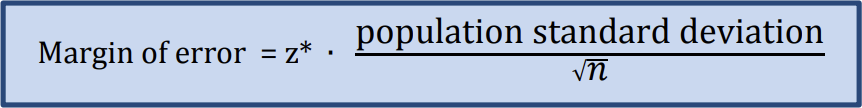 Margin of error = z* · population standard deviation / √n